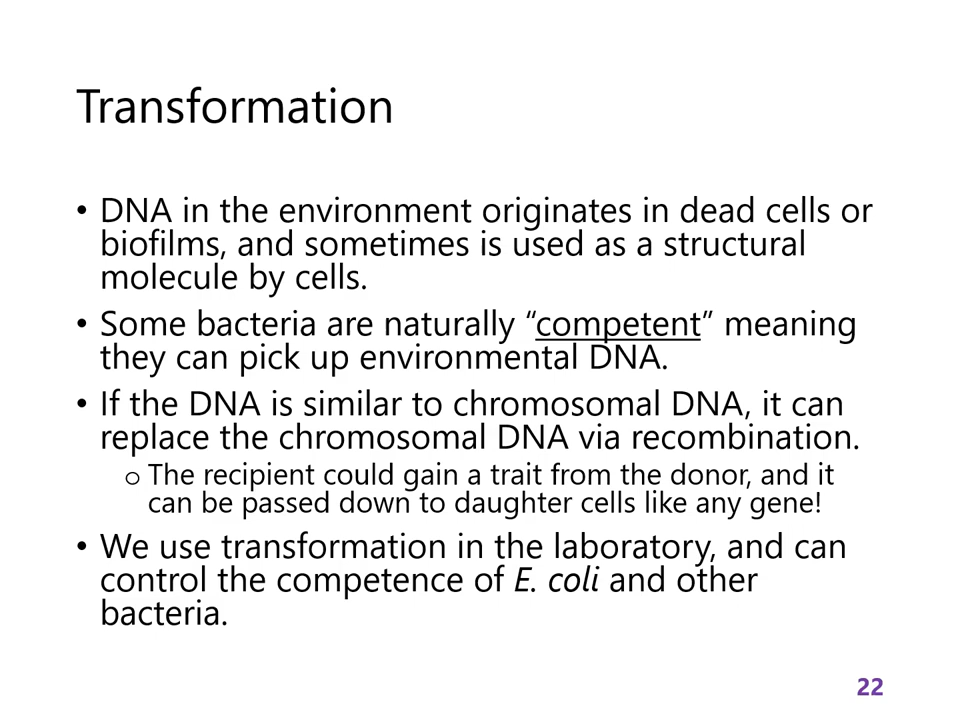 Transformation
• DNA in the environment originates in dead cells or
biofilms, and sometimes is used as a structural
molecule by cells.
• Some bacteria are naturally “competent” meaning
they can pick up environmental DNA.
• If the DNA is similar to chromosomal DNA, it can
replace the chromosomal DNA via recombination.
o The recipient could gain a trait from the donor, and it
can be passed down to daughter cells like any gene!
• We use transformation in the laboratory, and can
control the competence of E. coli and other
bacteria.
22